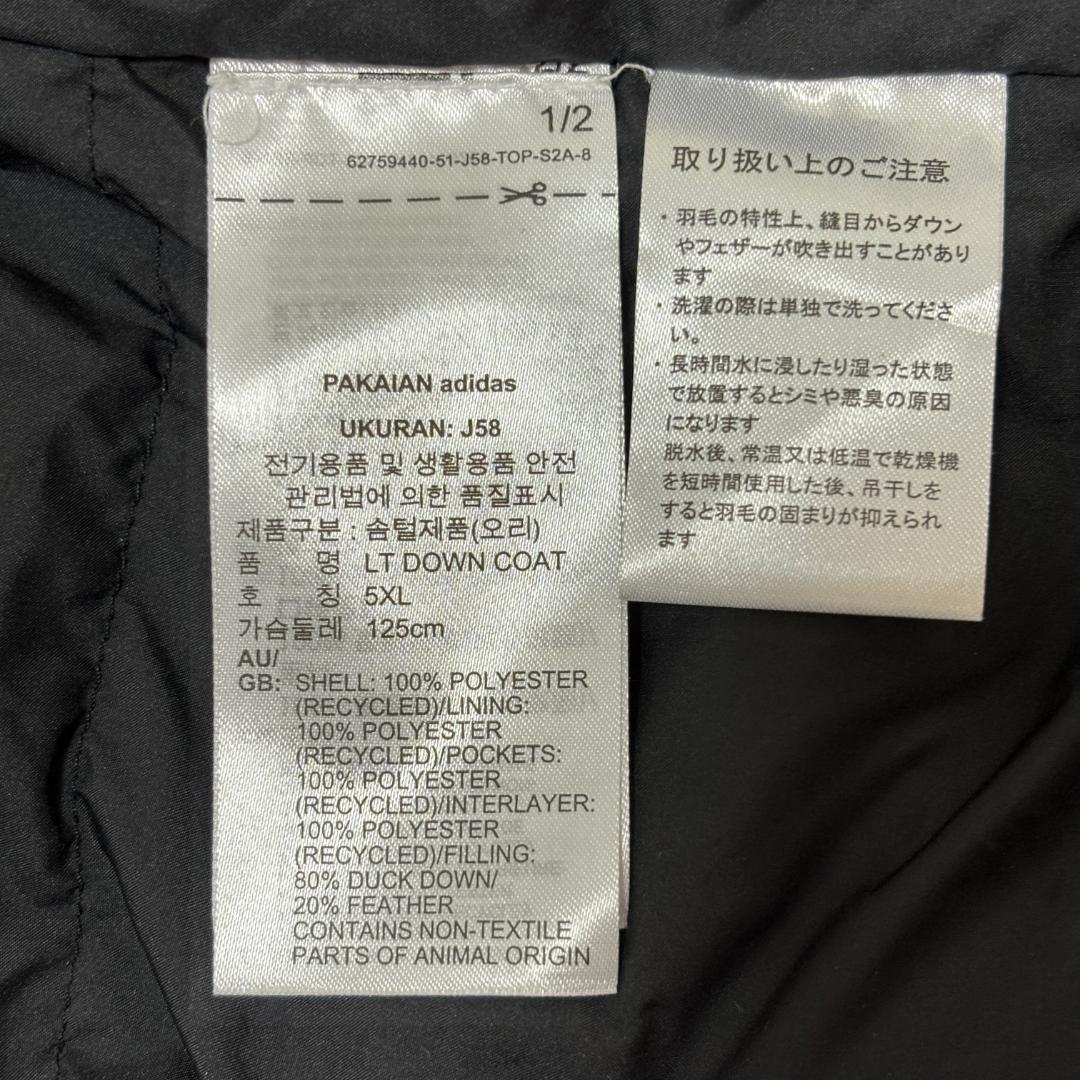 1/2
62759440-51-J58-TOP-S2A-8
PAKAIAN adidas
UKURAN: J58
전기용품 및 생활용품 안전
관리법에 의한 품질표시
제품구분 : 솜털제품(오리)
품 명 LT DOWN COAT
호 칭 5XL
가슴둘레 125cm
AU/
GB: SHELL: 100% POLYESTER
(RECYCLED)/LINING:
100% POLYESTER
(RECYCLED)/POCKETS:
100% POLYESTER
(RECYCLED)/INTERLAYER:
100% POLYESTER
(RECYCLED)/FILLING:
80% DUCK DOWN/
20% FEATHER
CONTAINS NON-TEXTILE
PARTS OF ANIMAL ORIGIN
取り扱い上のご注意
・羽毛の特性上、縫目からダウン
やフェザーが吹き出すことがあり
ます
・洗濯の際は単独で洗ってくださ
い。
・長時間水に浸したり湿った状態
で放置するとシミや悪臭の原因
になります
脱水後、常温又は低温で乾燥機
を短時間使用した後、吊干しを
すると羽毛の固まりが抑えられ
ます